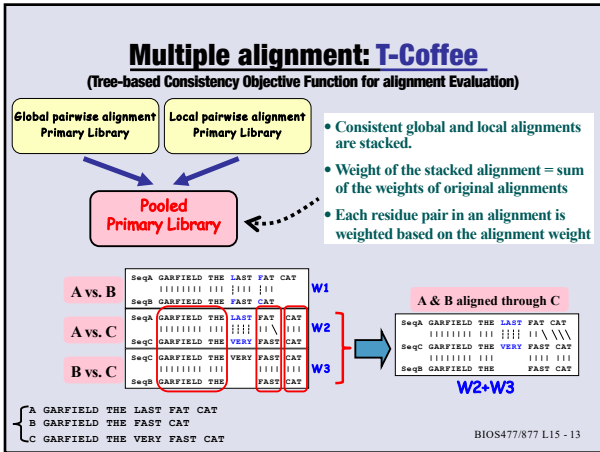 Multiple alignment: T-Coffee
(Tree-based Consistency Objective Function for alignment Evaluation)
Global pairwise alignment
Primary Library
Local pairwise alignment
Primary Library
Pooled
Primary Library
• Consistent global and local alignments
are stacked.
• Weight of the stacked alignment = sum
of the weights of original alignments
• Each residue pair in an alignment is
weighted based on the alignment weight
A vs. B
SeqA GARFIELD THE LAST FAT CAT
SeqB GARFIELD THE FAST CAT
W1
A vs. C
SeqA GARFIELD THE LAST FAT CAT
SeqC GARFIELD THE VERY FAST CAT
W2
B vs. C
SeqC GARFIELD THE VERY FAST CAT
SeqB GARFIELD THE FAST CAT
W3
A & B aligned through C
SeqA GARFIELD THE LAST FAT CAT
SeqC GARFIELD THE VERY FAST CAT
SeqB GARFIELD THE FAST CAT
W2+W3
A GARFIELD THE LAST FAT CAT
B GARFIELD THE FAST CAT
C GARFIELD THE VERY FAST CAT
BIOS477/877 L15 - 13